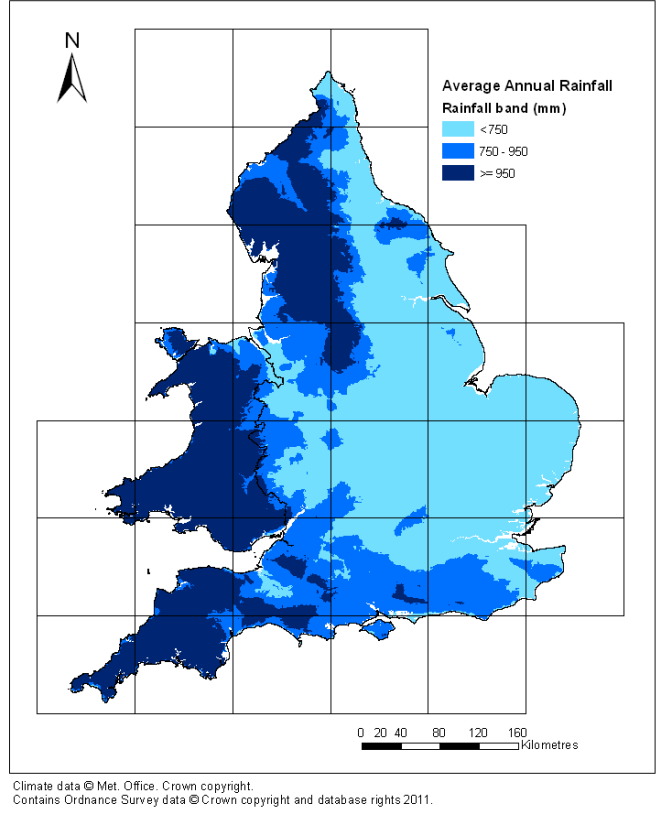 N
Average Annual Rainfall
Rainfall band (mm)
<750
750 - 950
>= 950
0 20 40 80 120 160
Kilometres
Climate data © Met. Office. Crown copyright.
Contains Ordnance Survey data © Crown copyright and database rights 2011.